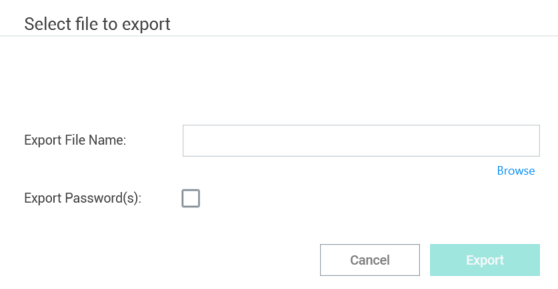 Select file to export
Export File Name:
Browse
Export Password(s):
Cancel Export